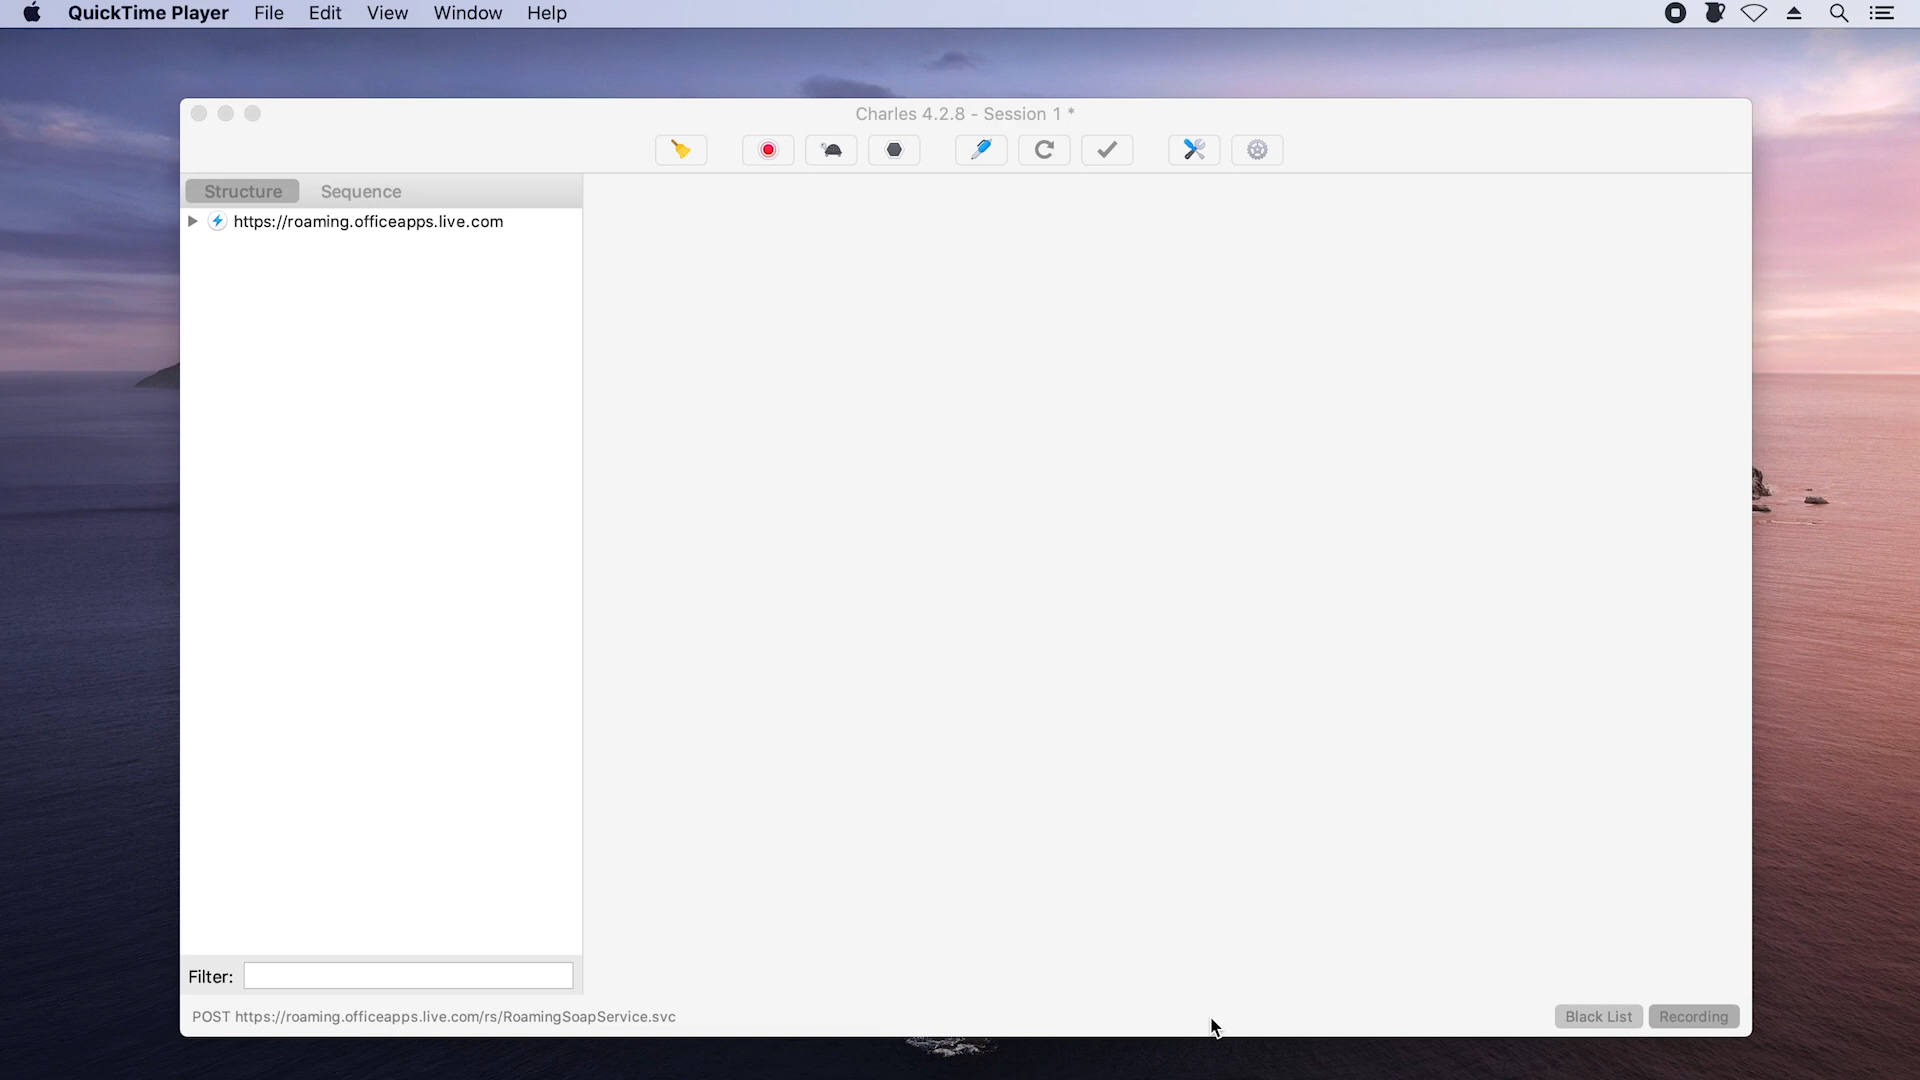 QuickTime Player File Edit View Window Help
Charles 4.2.8 - Session 1 *
Structure Sequence
https://roaming.officeapps.live.com
Filter:
POST https://roaming.officeapps.live.com/rs/RoamingSoapService.svc
Black List Recording